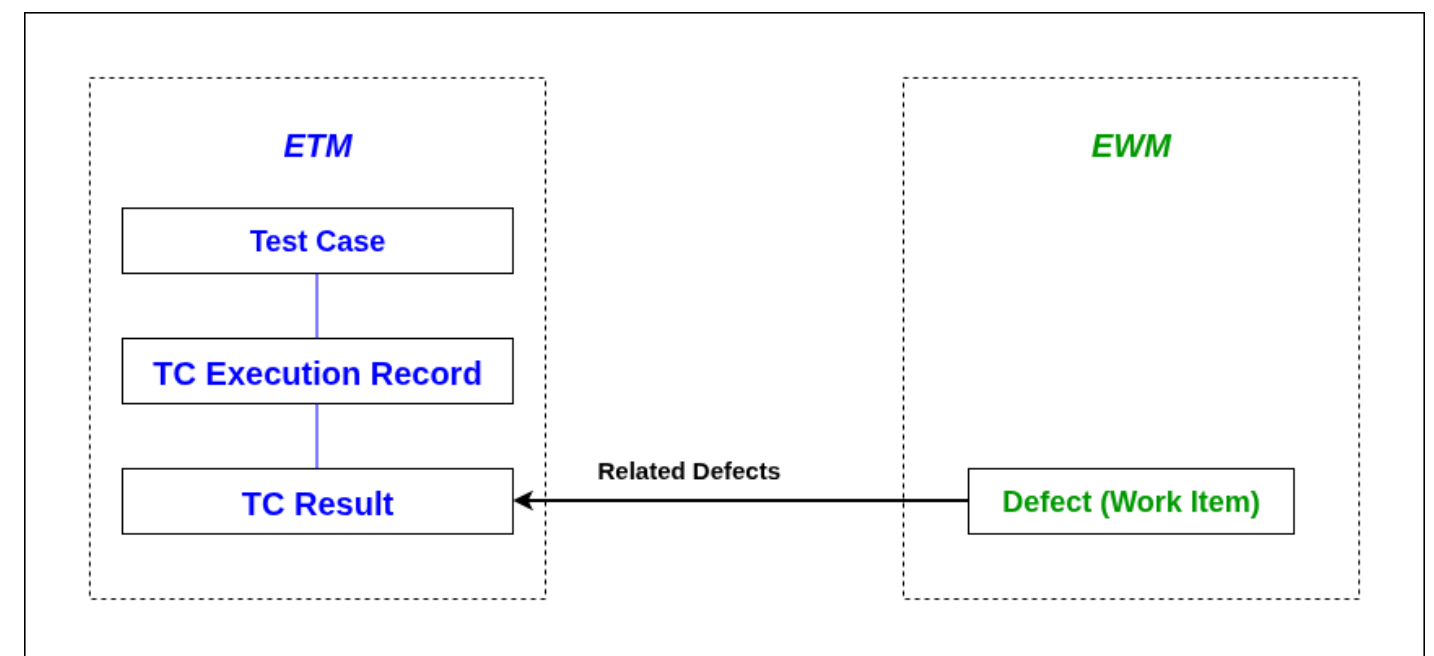 ETM
EWM
Test Case
TC Execution Record
Related Defects
TC Result
Defect (Work Item)